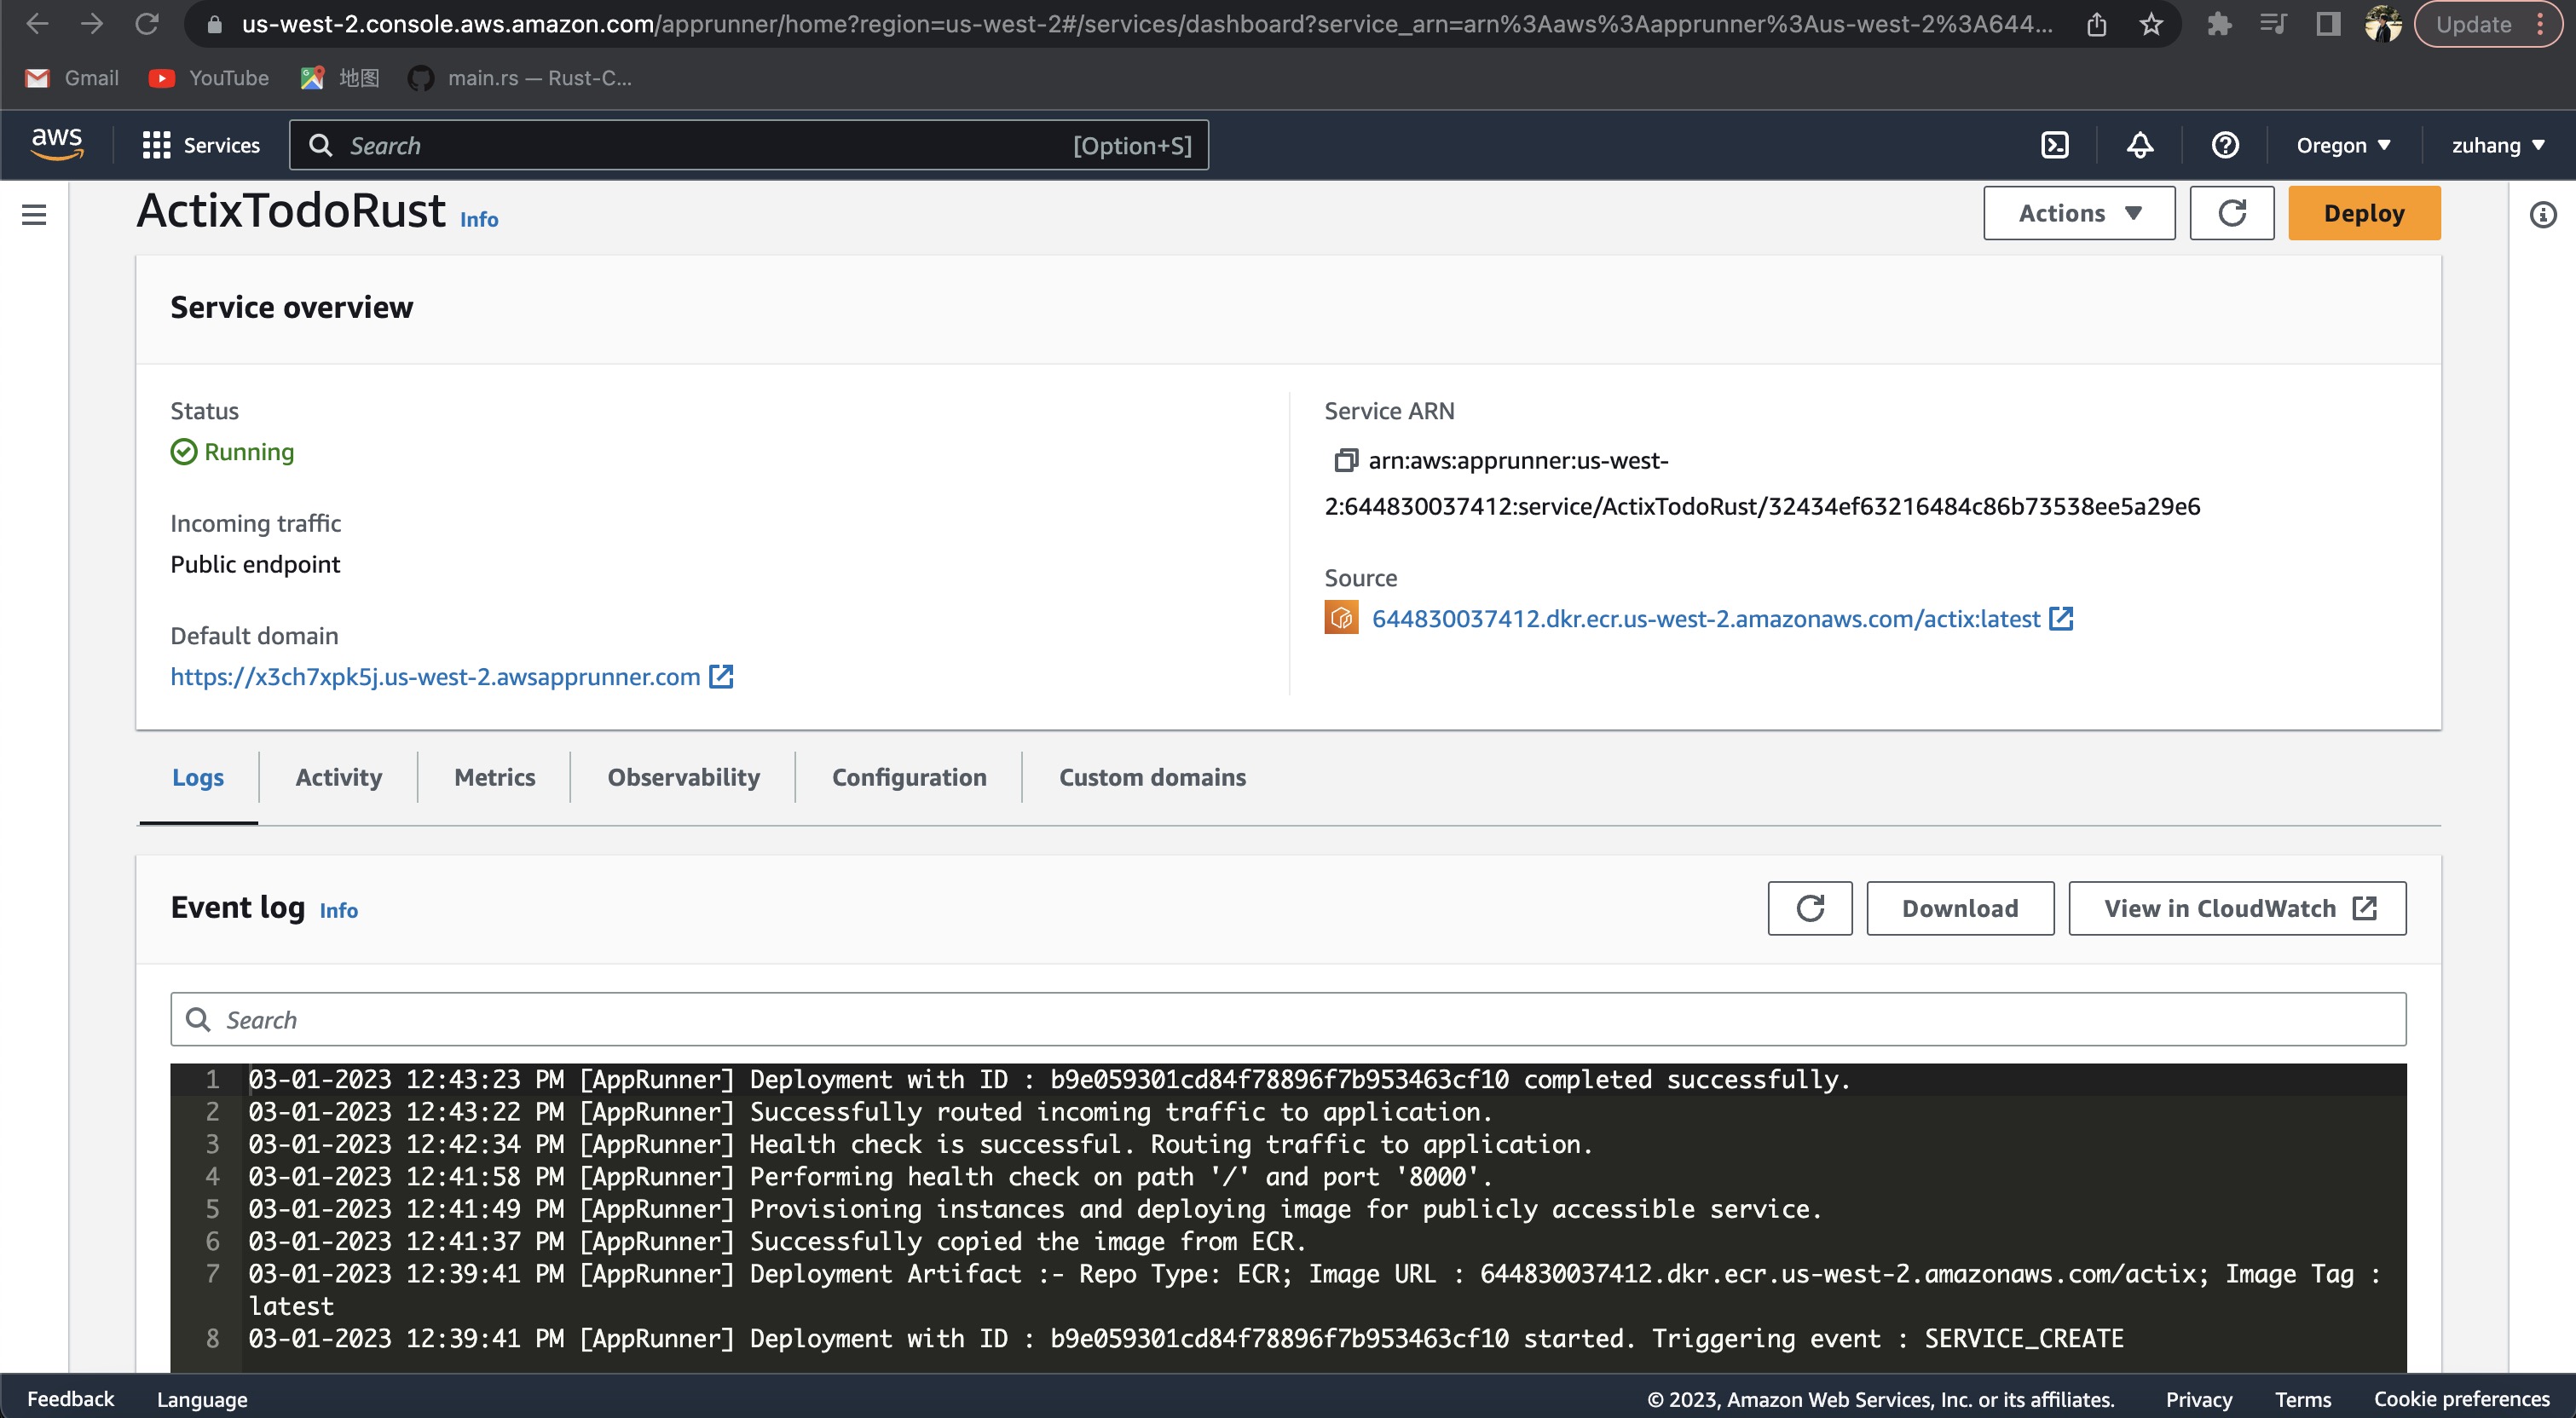 us-west-2.console.aws.amazon.com/apprunner/home?region=us-west-2#/services/dashboard?service_arn=arn%3Aaws%3Aapprunner%3Aus-west-2%3A644...
Update
Gmail
YouTube
地图
main.rs — Rust-C...
aws
Services
Search
[Option+S]
Oregon
zuhang
ActixTodoRust Info
Actions
Deploy
Service overview
Status
Running
Incoming traffic
Public endpoint
Default domain
https://x3ch7xpk5j.us-west-2.awsapprunner.com
Service ARN
arn:aws:apprunner:us-west-
2:644830037412:service/ActixTodoRust/32434ef63216484c86b73538ee5a29e6
Source
644830037412.dkr.ecr.us-west-2.amazonaws.com/actix:latest
Logs
Activity
Metrics
Observability
Configuration
Custom domains
Event log Info
Download
View in CloudWatch
Search
1 03-01-2023 12:43:23 PM [AppRunner] Deployment with ID : b9e059301cd84f78896f7b953463cf10 completed successfully.
2 03-01-2023 12:43:22 PM [AppRunner] Successfully routed incoming traffic to application.
3 03-01-2023 12:42:34 PM [AppRunner] Health check is successful. Routing traffic to application.
4 03-01-2023 12:41:58 PM [AppRunner] Performing health check on path '/' and port '8000'.
5 03-01-2023 12:41:49 PM [AppRunner] Provisioning instances and deploying image for publicly accessible service.
6 03-01-2023 12:41:37 PM [AppRunner] Successfully copied the image from ECR.
7 03-01-2023 12:39:41 PM [AppRunner] Deployment Artifact :- Repo Type: ECR; Image URL : 644830037412.dkr.ecr.us-west-2.amazonaws.com/actix; Image Tag :
latest
8 03-01-2023 12:39:41 PM [AppRunner] Deployment with ID : b9e059301cd84f78896f7b953463cf10 started. Triggering event : SERVICE_CREATE
Feedback
Language
© 2023, Amazon Web Services, Inc. or its affiliates.
Privacy
Terms
Cookie preferences